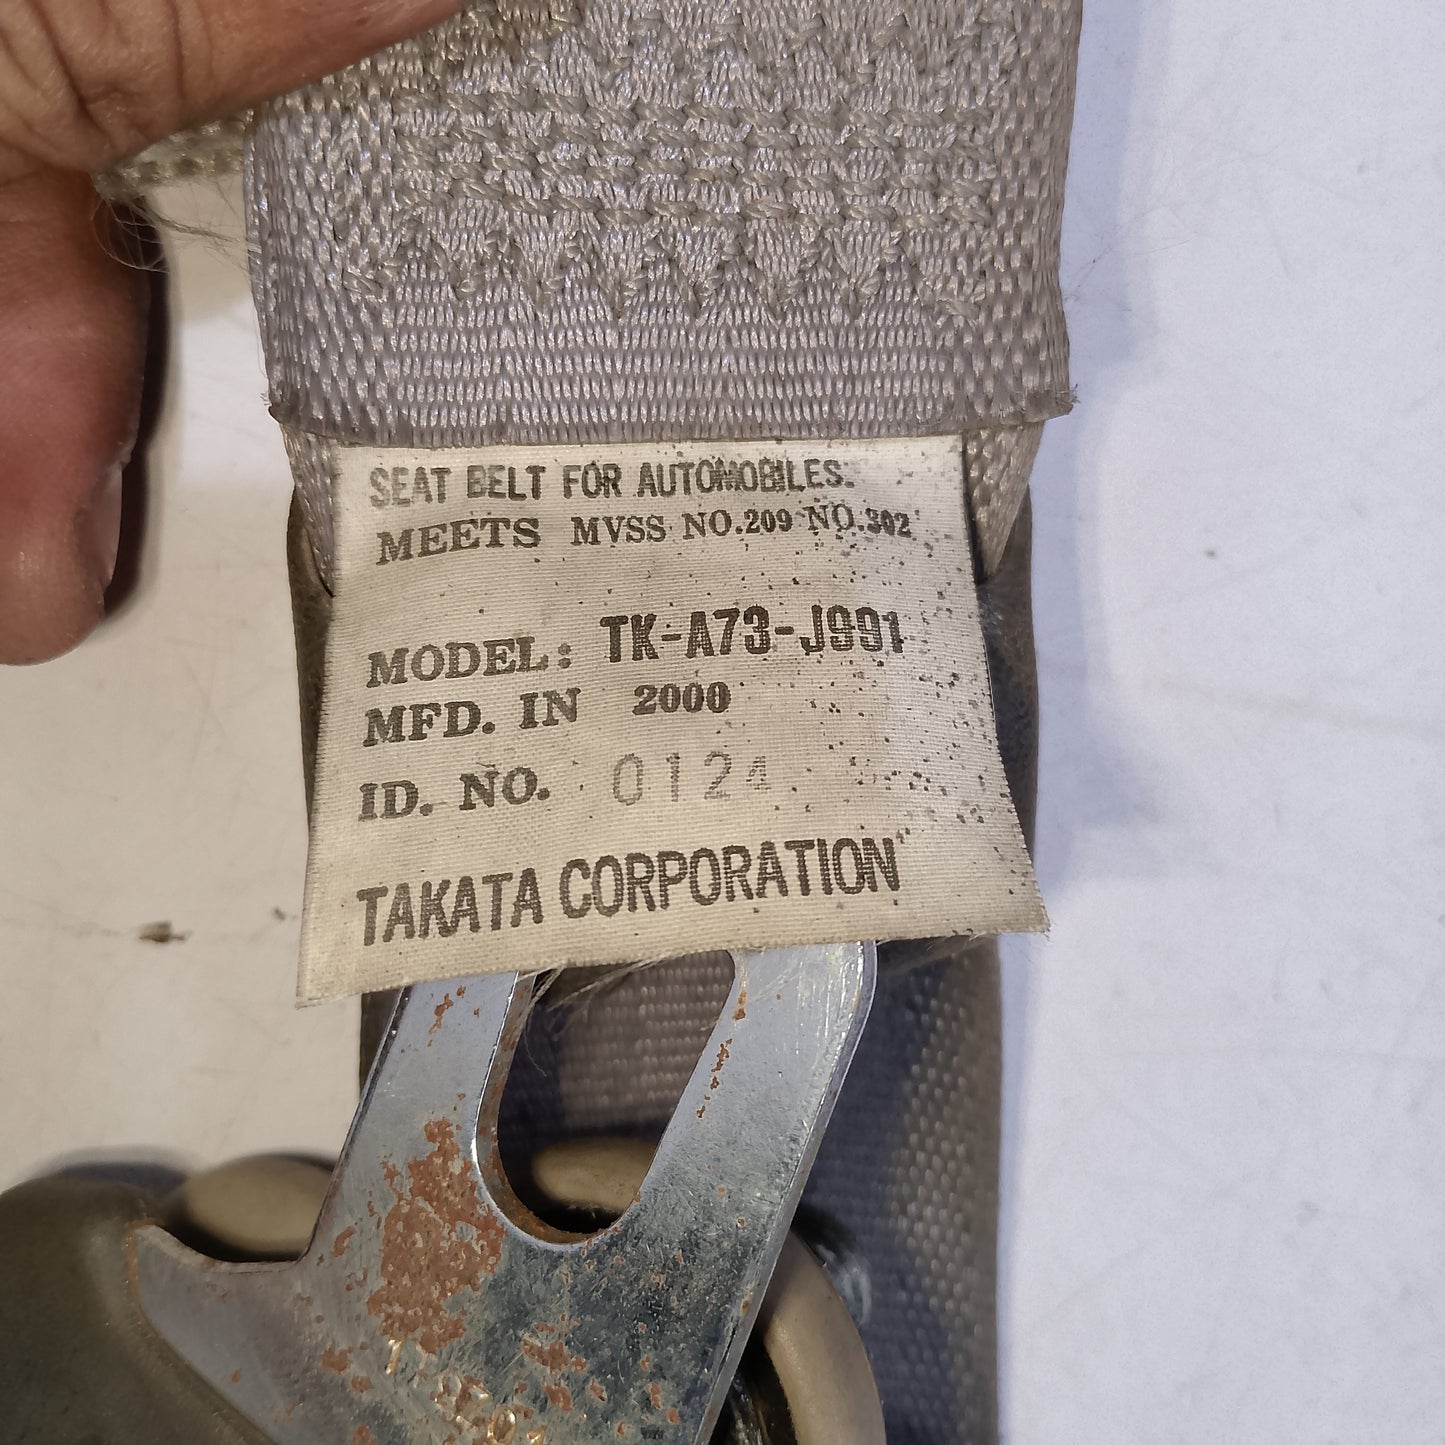 SEAT BELT FOR AUTOMOBILES.
MEETS MVSS NO.209 NO.302
MODEL: TK-A73-J991
MFD. IN 2000
ID. NO. 0124
TAKATA CORPORATION